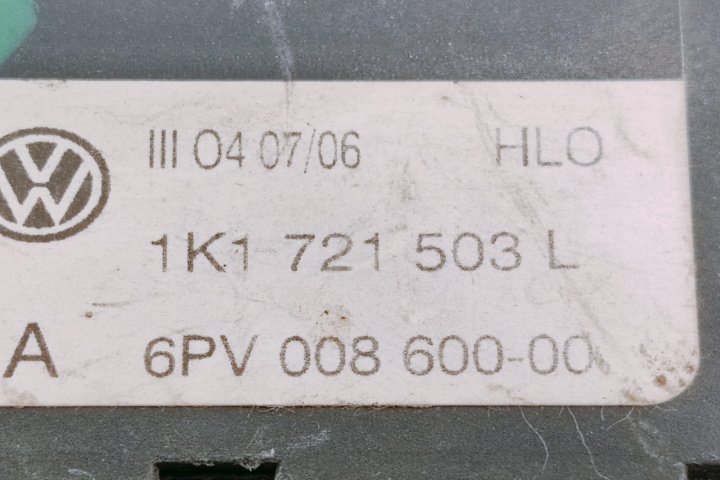 III 04 07/06 HLO
1K1 721 503 L
A 6PV 008 600-00